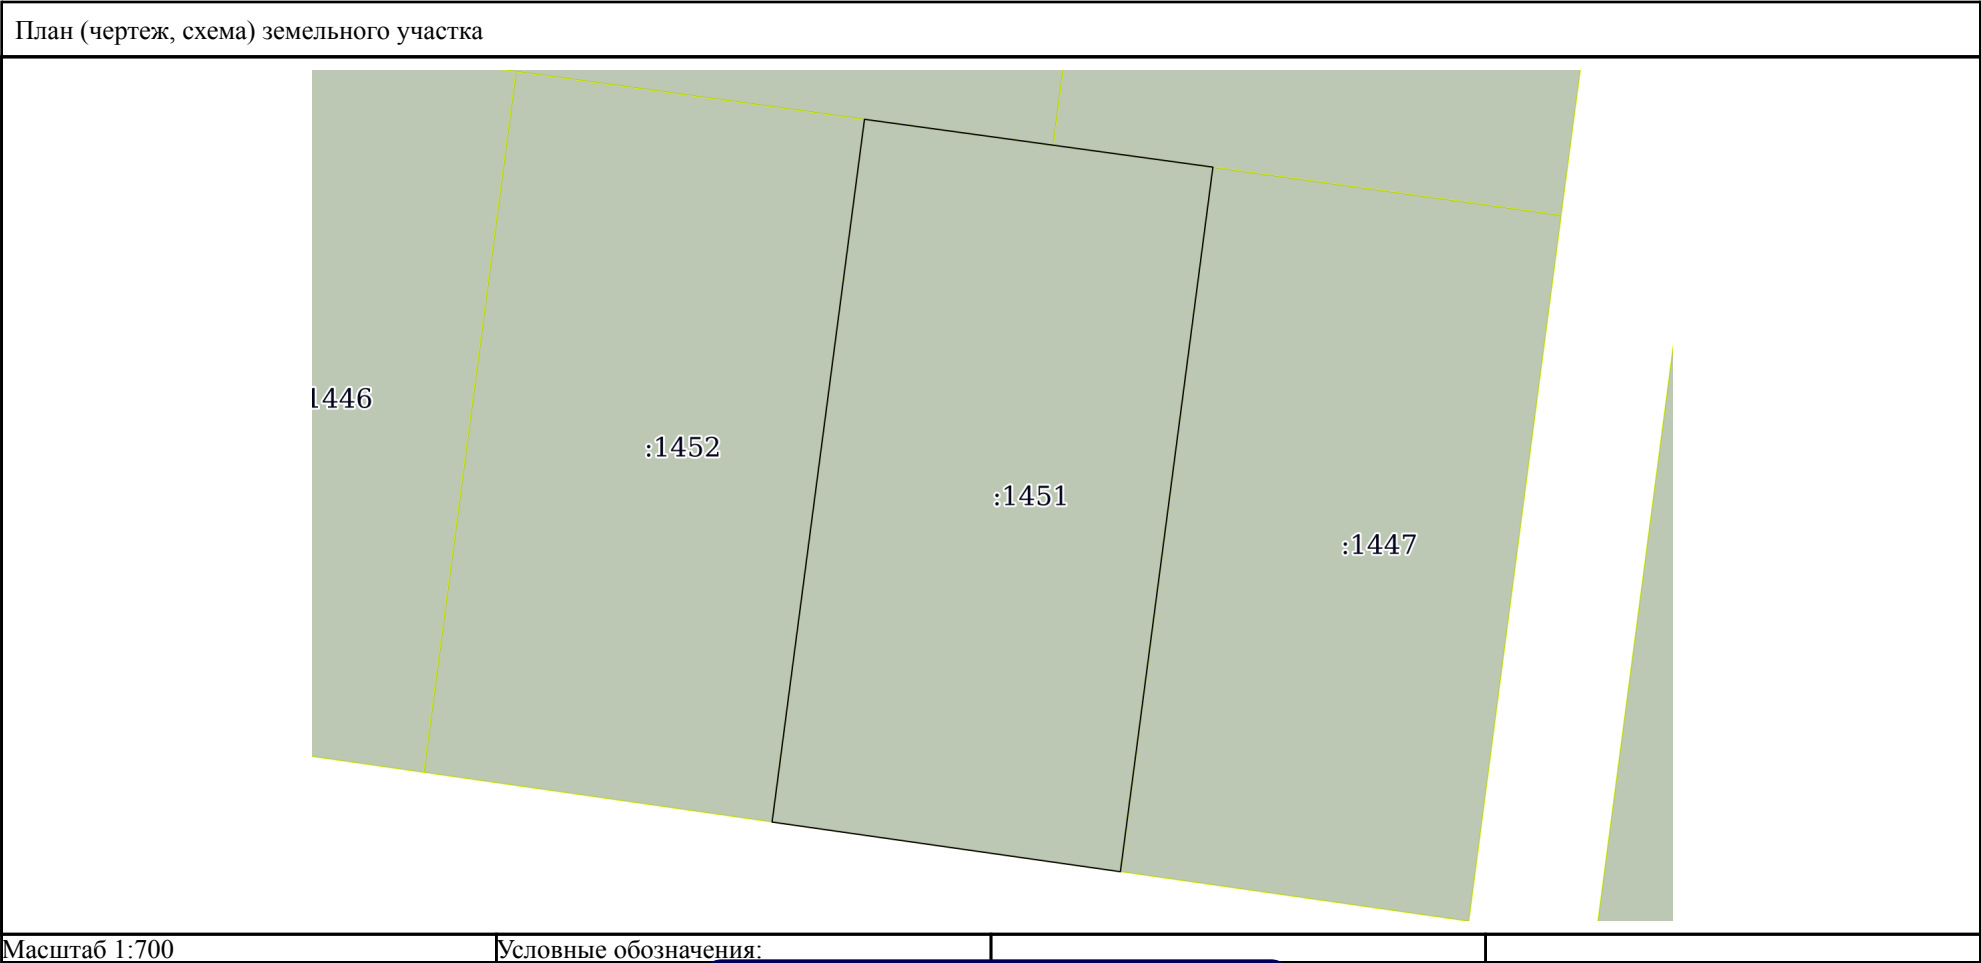 План (чертеж, схема) земельного участка
1446
:1452
:1451
:1447
Масштаб 1:700
Условные обозначения: